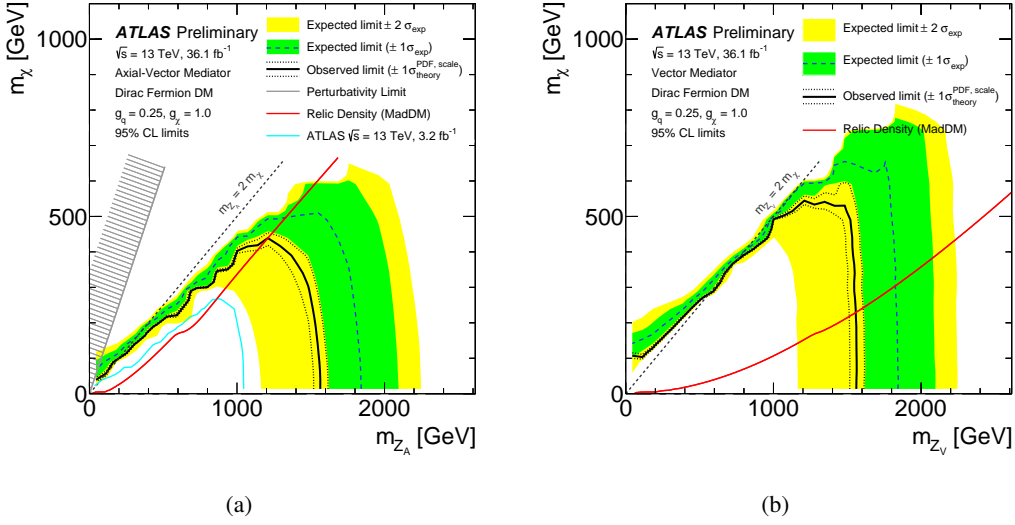 ATLAS Preliminary
√s = 13 TeV, 36.1 fb⁻¹
Axial-Vector Mediator
Dirac Fermion DM
g_q = 0.25, g_χ = 1.0
95% CL limits
Expected limit ± 2 σ_exp
Expected limit (± 1σ_exp)
Observed limit (± 1σ_theory^PDF, scale)
Perturbativity Limit
Relic Density (MadDM)
ATLAS √s = 13 TeV, 3.2 fb⁻¹
m_Z_A = 2 m_χ
m_χ [GeV]
1000
500
0
0 1000 2000
m_Z_A [GeV]
(a)
ATLAS Preliminary
√s = 13 TeV, 36.1 fb⁻¹
Vector Mediator
Dirac Fermion DM
g_q = 0.25, g_χ = 1.0
95% CL limits
Expected limit ± 2 σ_exp
Expected limit (± 1σ_exp)
Observed limit (± 1σ_theory^PDF, scale)
Relic Density (MadDM)
m_Z_V = 2 m_χ
m_χ [GeV]
1000
500
0
0 1000 2000
m_Z_V [GeV]
(b)